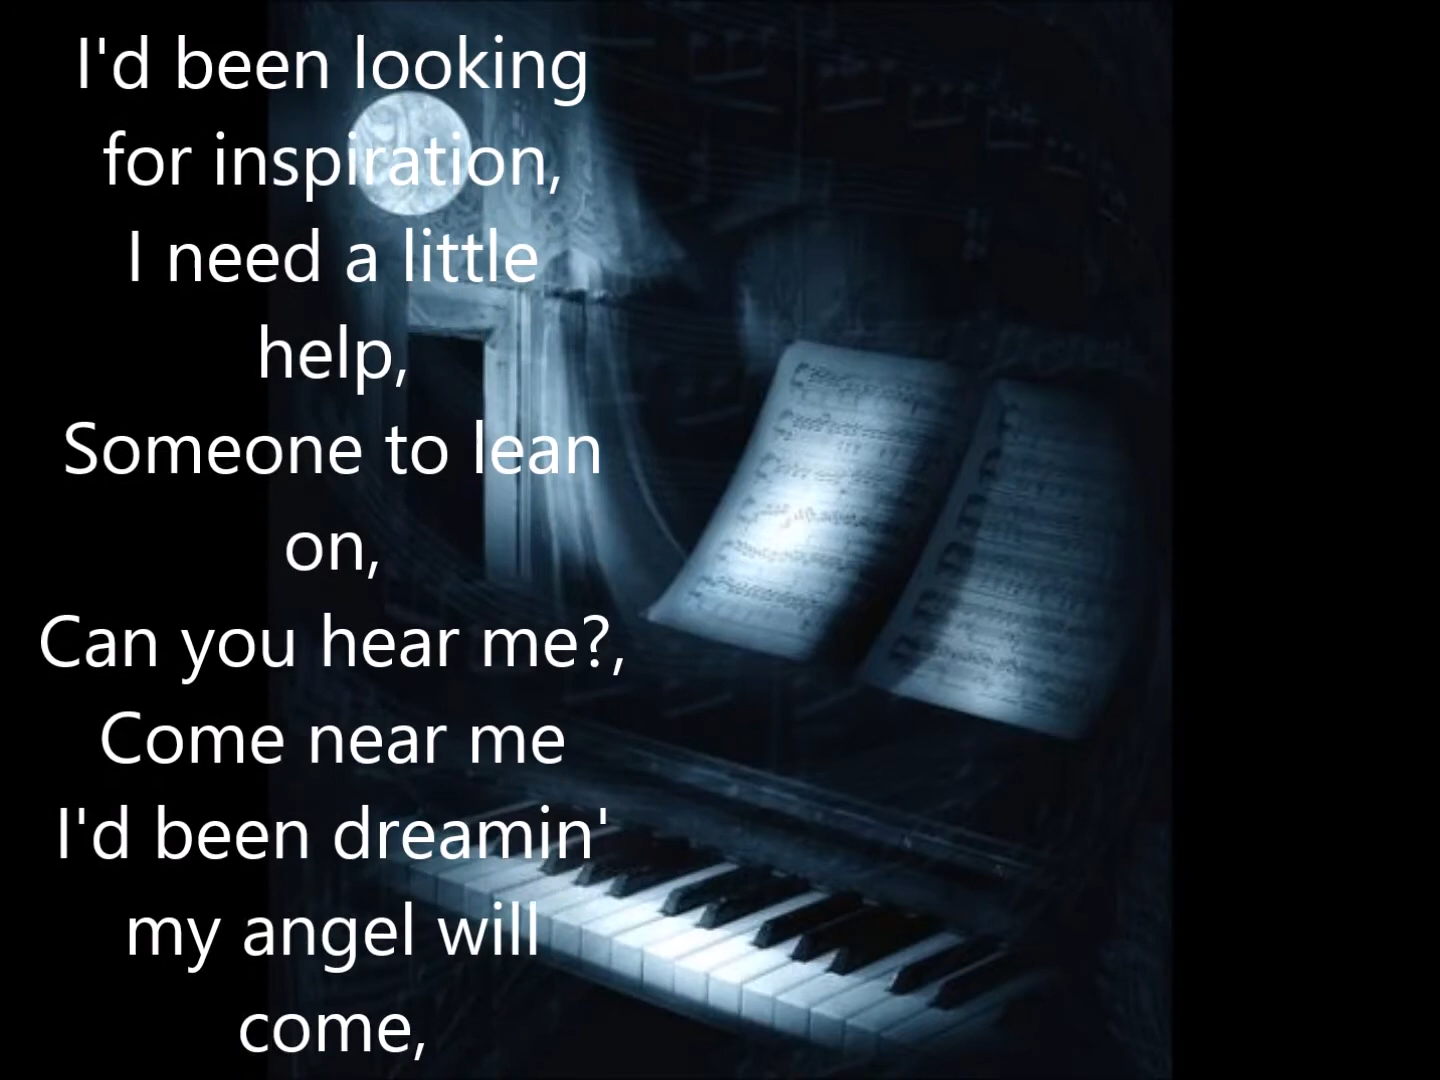 I'd been looking
for inspiration,
I need a little
help,
Someone to lean
on,
Can you hear me?,
Come near me
I'd been dreamin'
my angel will
come,